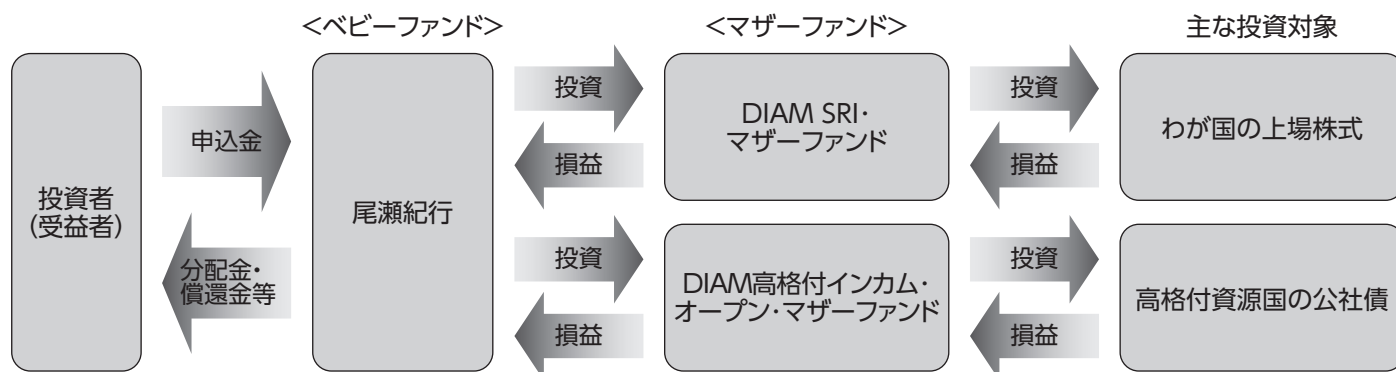 <ベビーファンド>
<マザーファンド>
主な投資対象
投資者
(受益者)
申込金
分配金・
償還金等
尾瀬紀行
投資
損益
DIAM SRI・
マザーファンド
投資
損益
わが国の上場株式
投資
損益
DIAM高格付インカム・
オープン・マザーファンド
投資
損益
高格付資源国の公社債